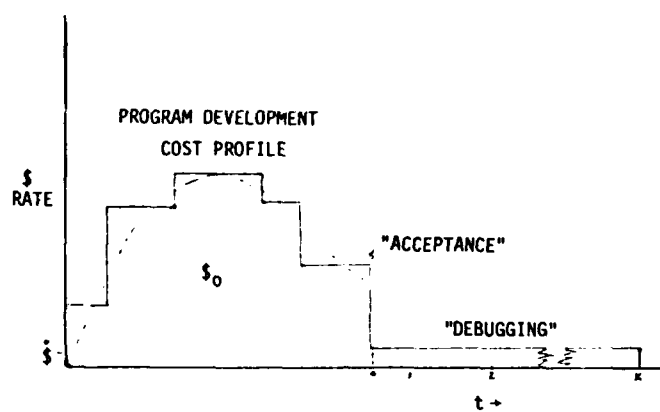 PROGRAM DEVELOPMENT
COST PROFILE
$
RATE
"ACCEPTANCE"
$₀
"DEBUGGING"
$̇
t →